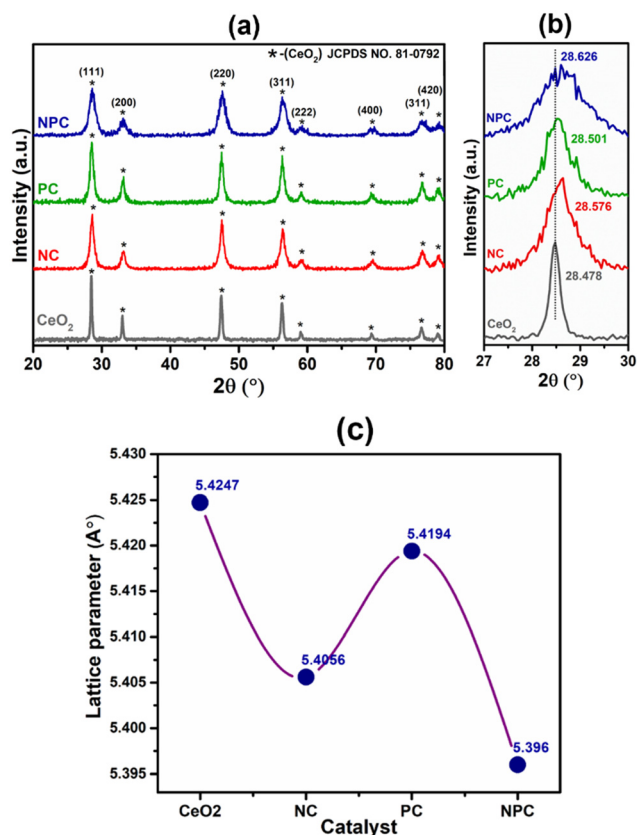 (a)
*-(CeO₂) JCPDS NO. 81-0792
(111)
(200)
(220)
(311)
(222)
(400)
(311)
(420)
NPC
PC
NC
CeO₂
Intensity (a.u.)
20 30 40 50 60 70 80
2θ (°)
(b)
28.626
NPC
28.501
PC
28.576
NC
28.478
CeO₂
Intensity (a.u.)
27 28 29 30
2θ (°)
(c)
5.430
5.425
5.420
5.415
5.410
5.405
5.400
5.395
Lattice parameter (A°)
5.4247
5.4056
5.4194
5.396
CeO2 NC PC NPC
Catalyst